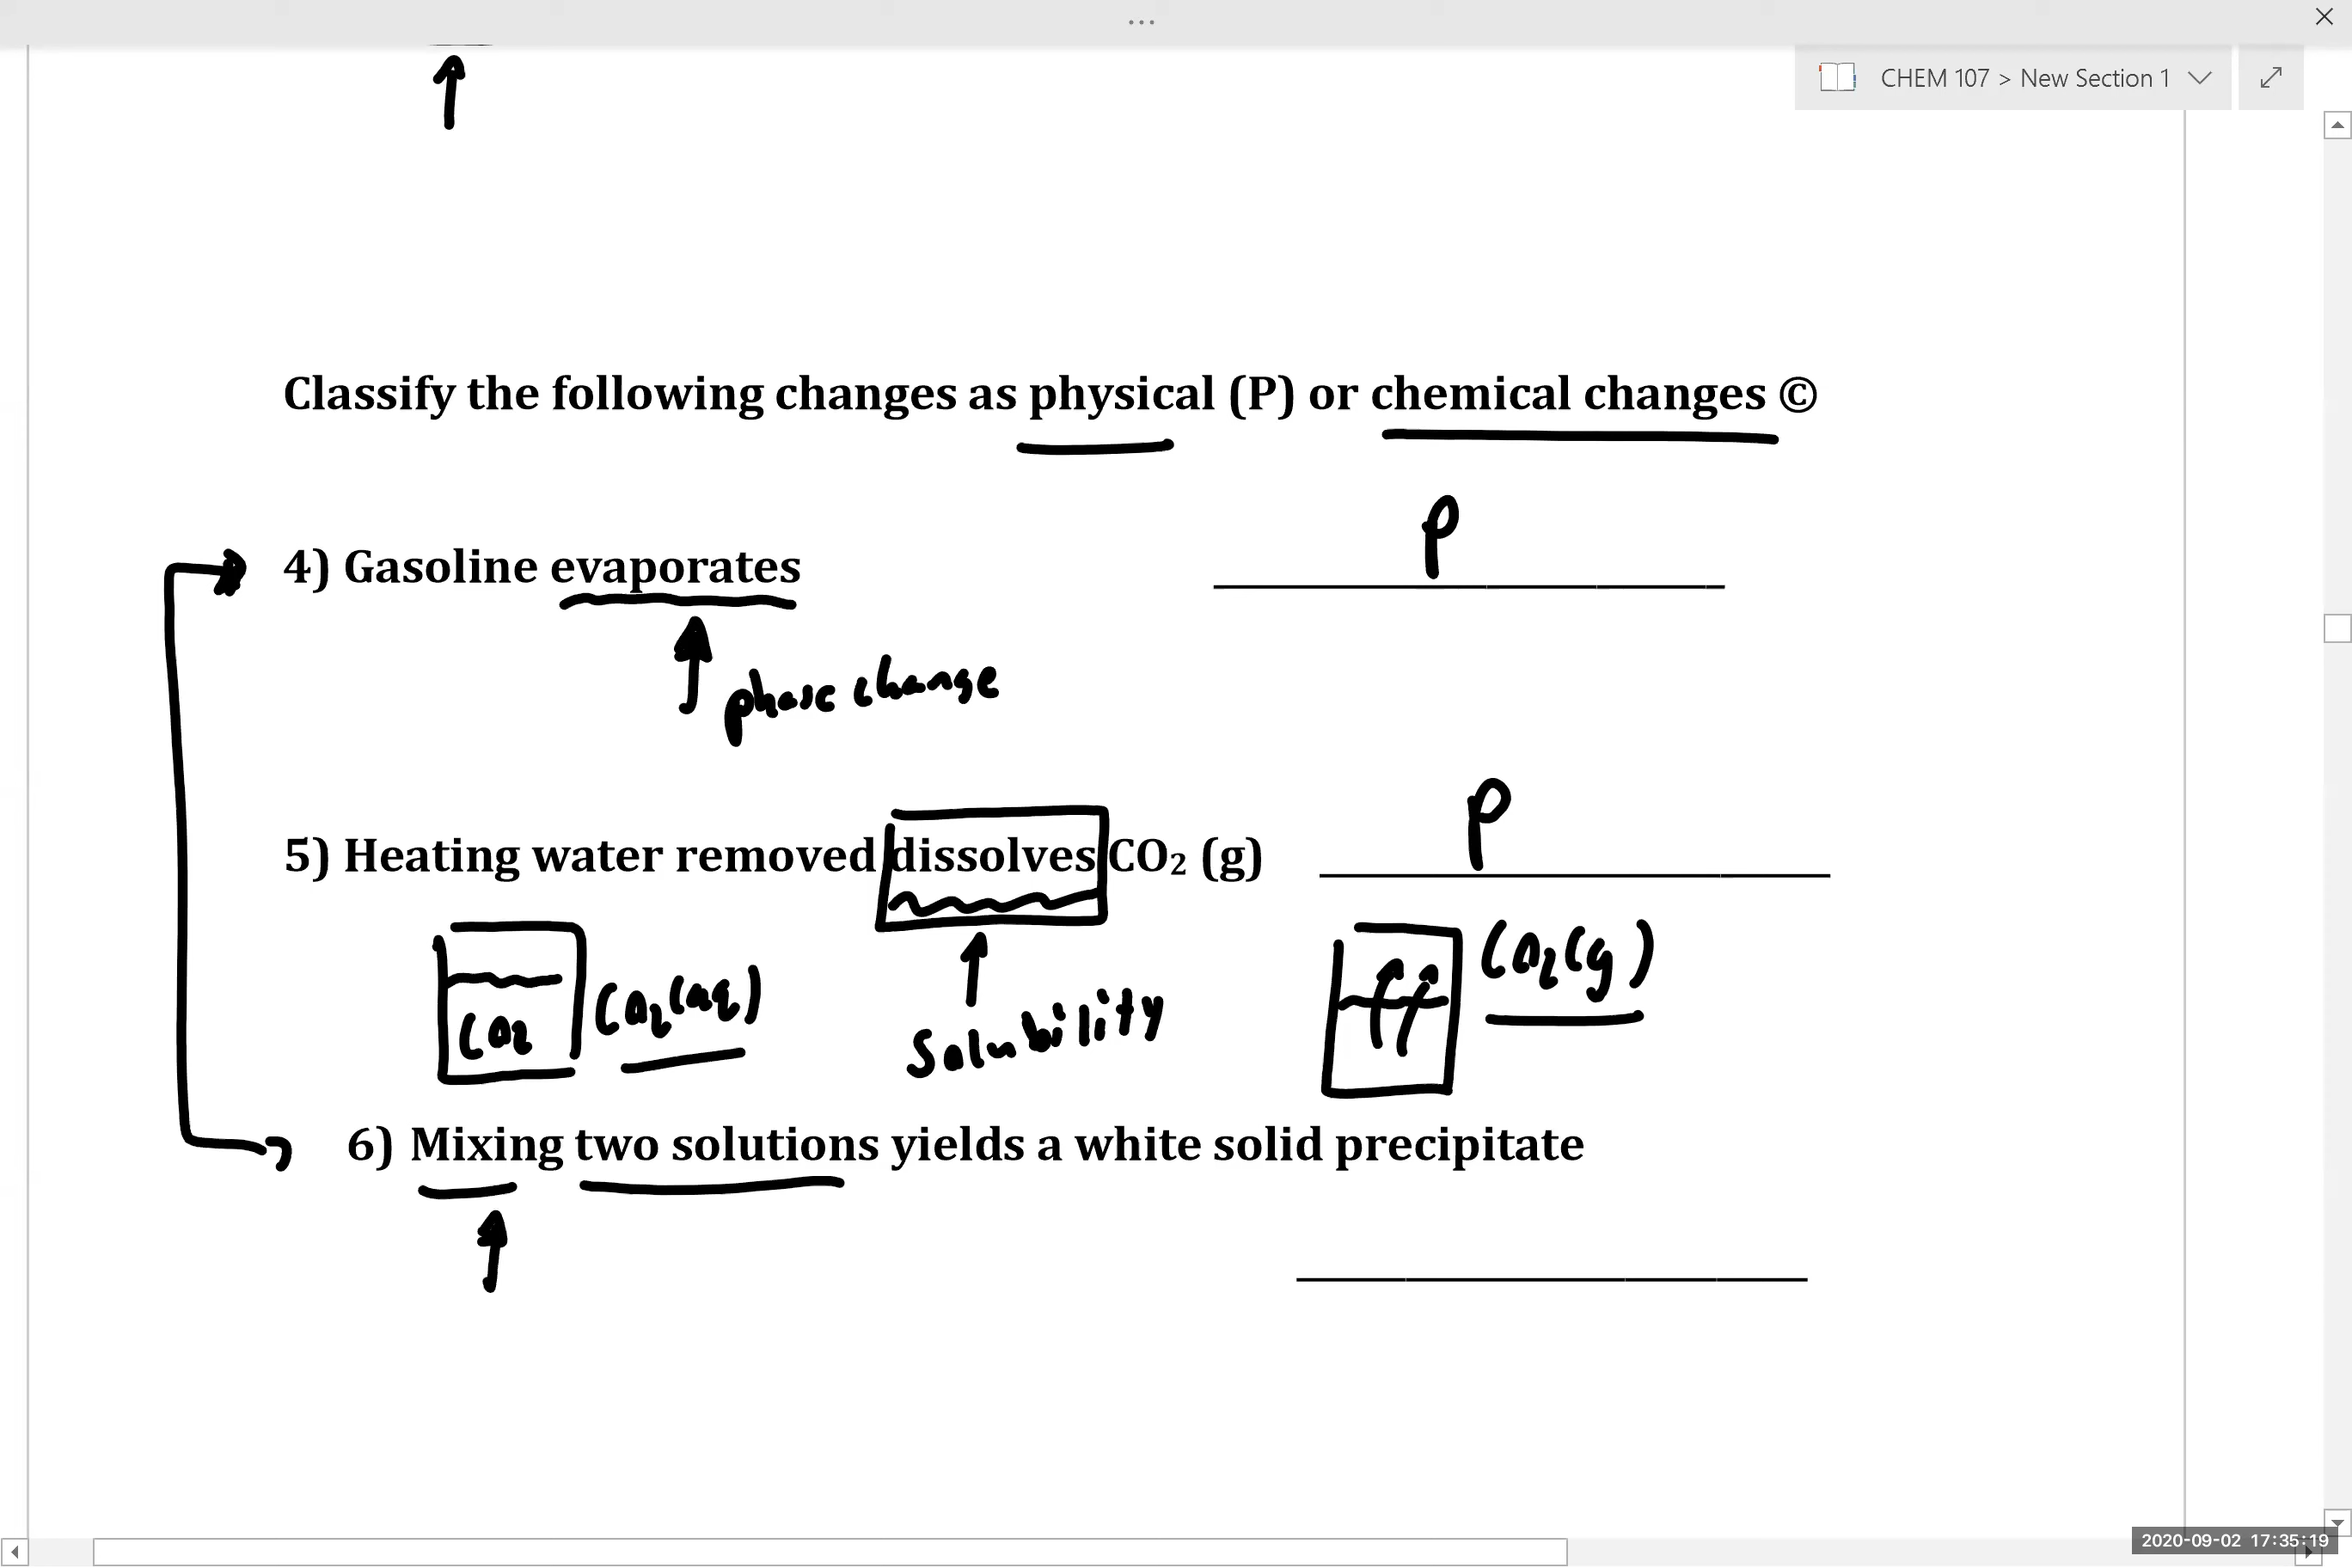 CHEM 107 > New Section 1
Classify the following changes as physical (P) or chemical changes ©
4) Gasoline evaporates
P
phase change
5) Heating water removed dissolves CO₂ (g)
P
CO₂
CO₂(aq)
solubility
CO₂(g)
6) Mixing two solutions yields a white solid precipitate
2020-09-02 17:35:19